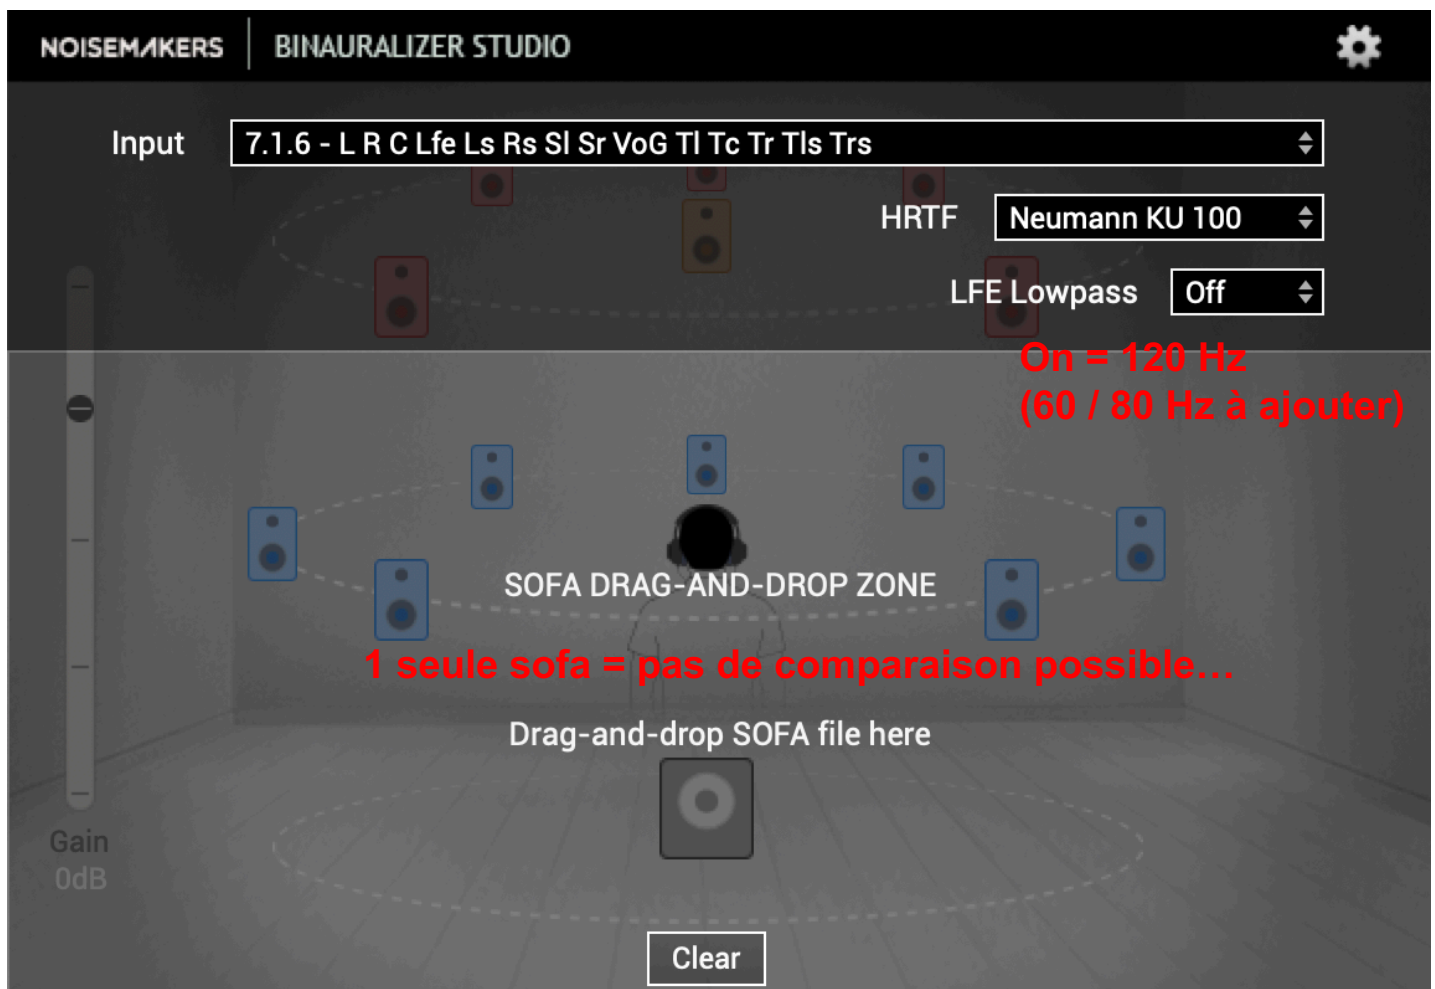 NOISEMAKERS BINAURALIZER STUDIO
Input 7.1.6 - L R C Lfe Ls Rs Sl Sr VoG Tl Tc Tr Tls Trs
HRTF Neumann KU 100
LFE Lowpass Off
On = 120 Hz
(60 / 80 Hz à ajouter)
SOFA DRAG-AND-DROP ZONE
1 seule sofa = pas de comparaison possible...
Drag-and-drop SOFA file here
Gain
0dB
Clear